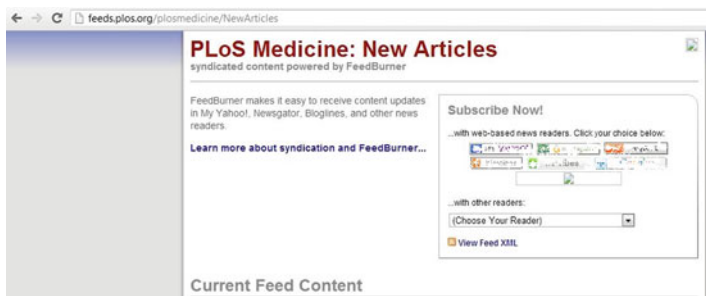 feeds.plos.org/plosmedicine/NewArticles
PLoS Medicine: New Articles
syndicated content powered by FeedBurner
FeedBurner makes it easy to receive content updates
in My Yahoo!, Newsgator, Bloglines, and other news
readers.
Learn more about syndication and FeedBurner...
Subscribe Now!
...with web-based news readers. Click your choice below:
...with other readers:
(Choose Your Reader)
View Feed XML
Current Feed Content